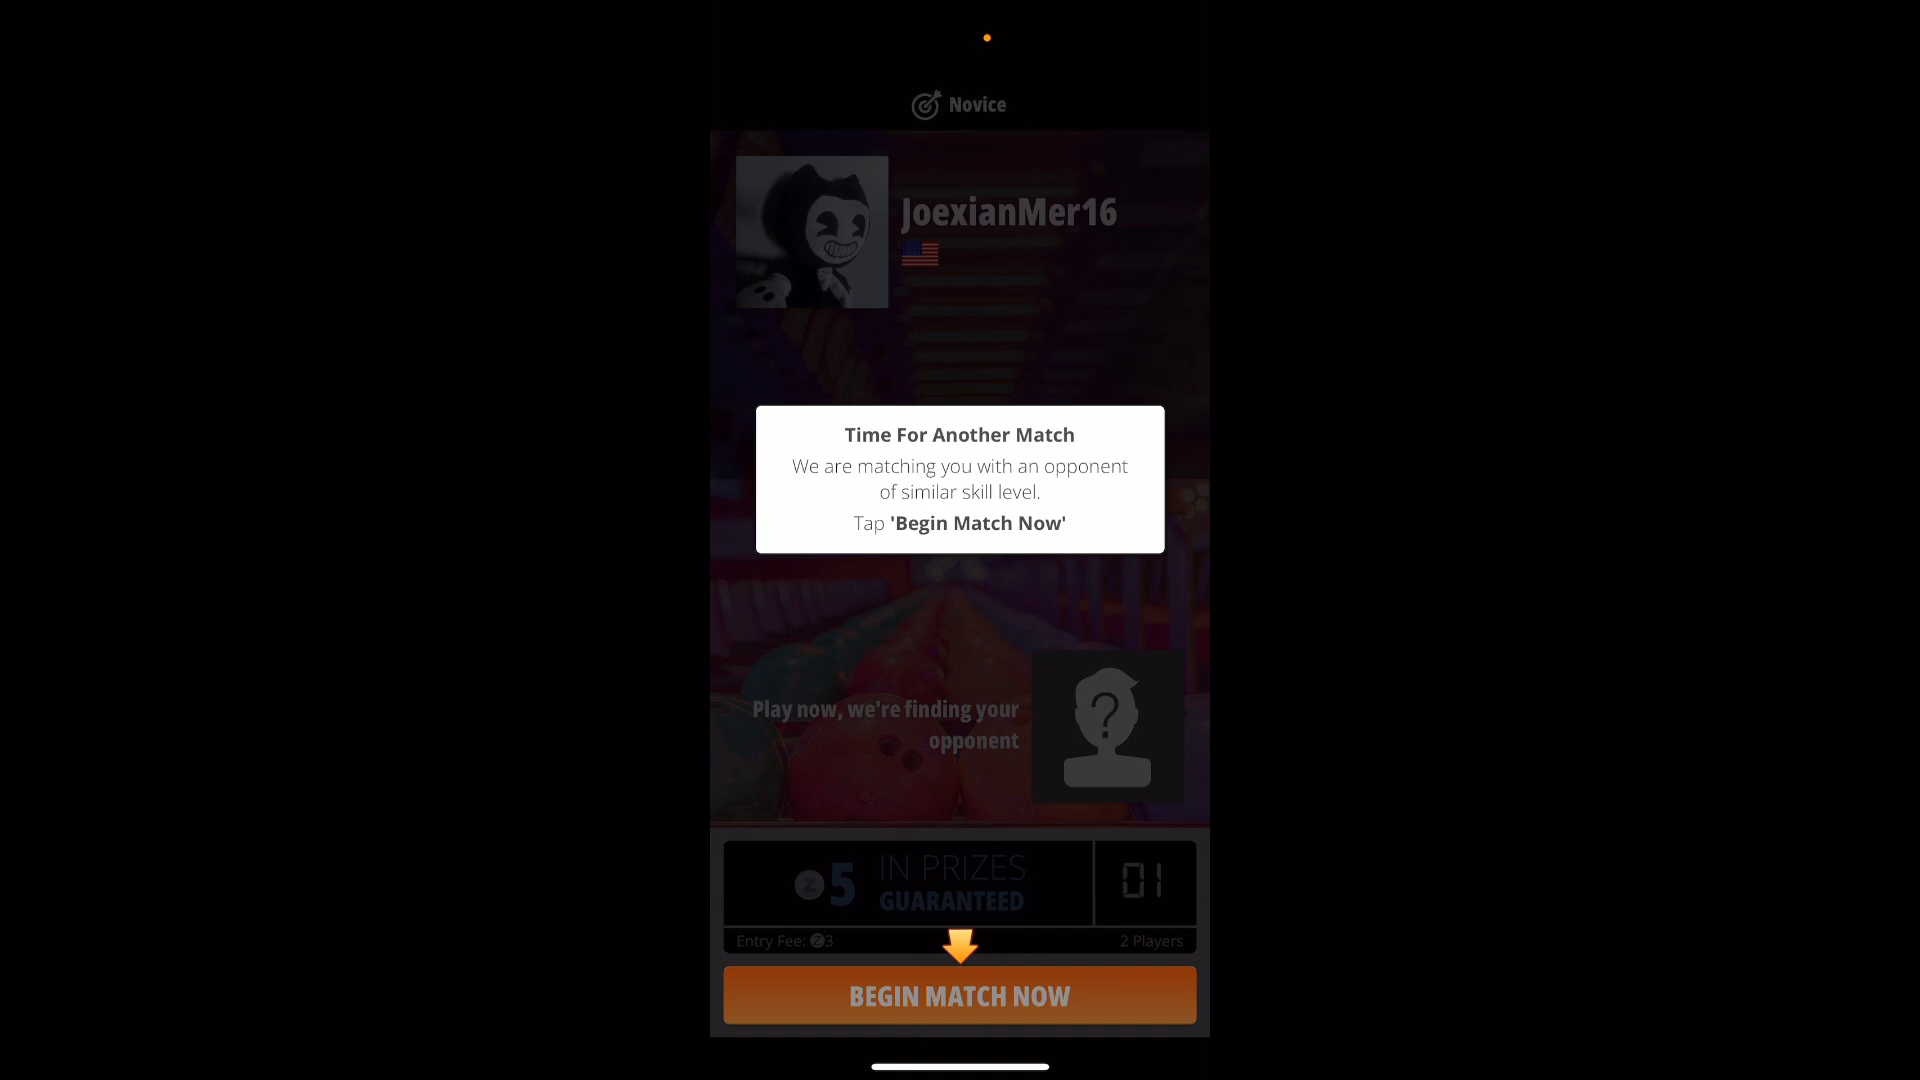 Novice
JoexianMer16
Time For Another Match
We are matching you with an opponent
of similar skill level.
Tap 'Begin Match Now'
Play now, we're finding your
opponent
?
Z 5 IN PRIZES
GUARANTEED
01
Entry Fee: Z3
2 Players
BEGIN MATCH NOW